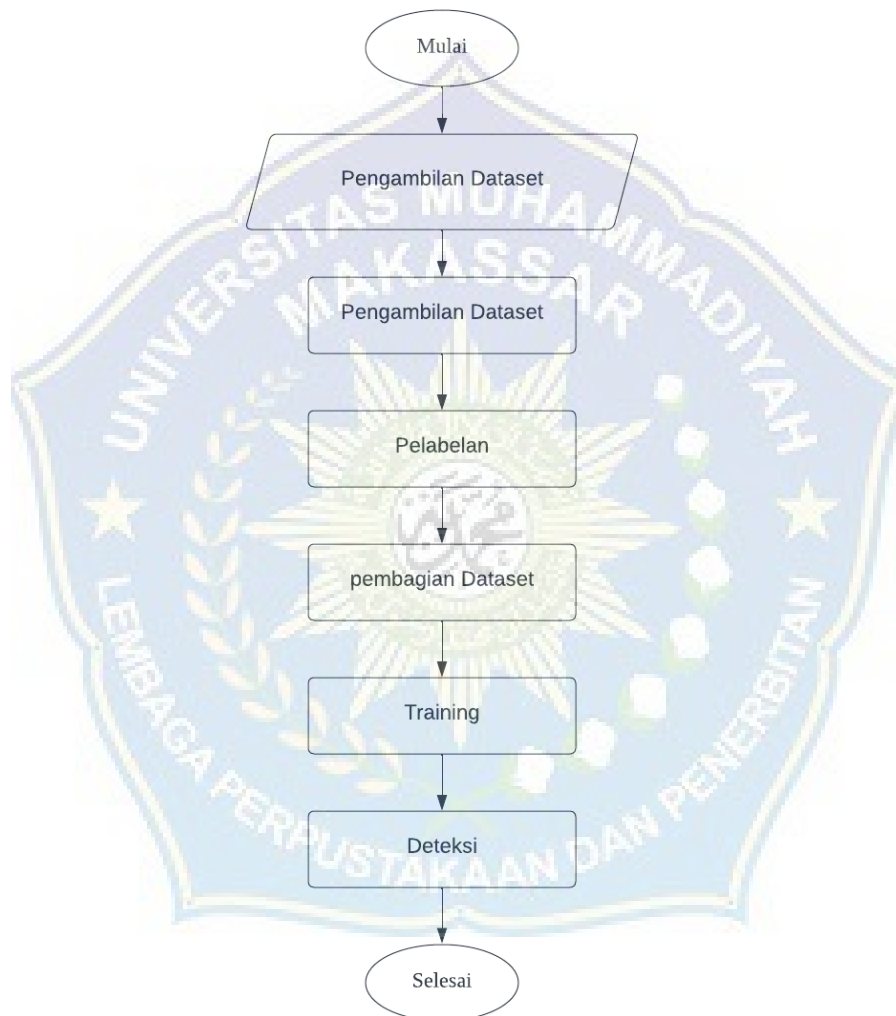 Mulai
Pengambilan Dataset
UNIVERSITAS MUHAMMADIYAH
MAKASSAR
Pengambilan Dataset
Pelabelan
pembagian Dataset
Training
Deteksi
LEMBAGA PERPUSTAKAAN DAN PENERBITAN
Selesai